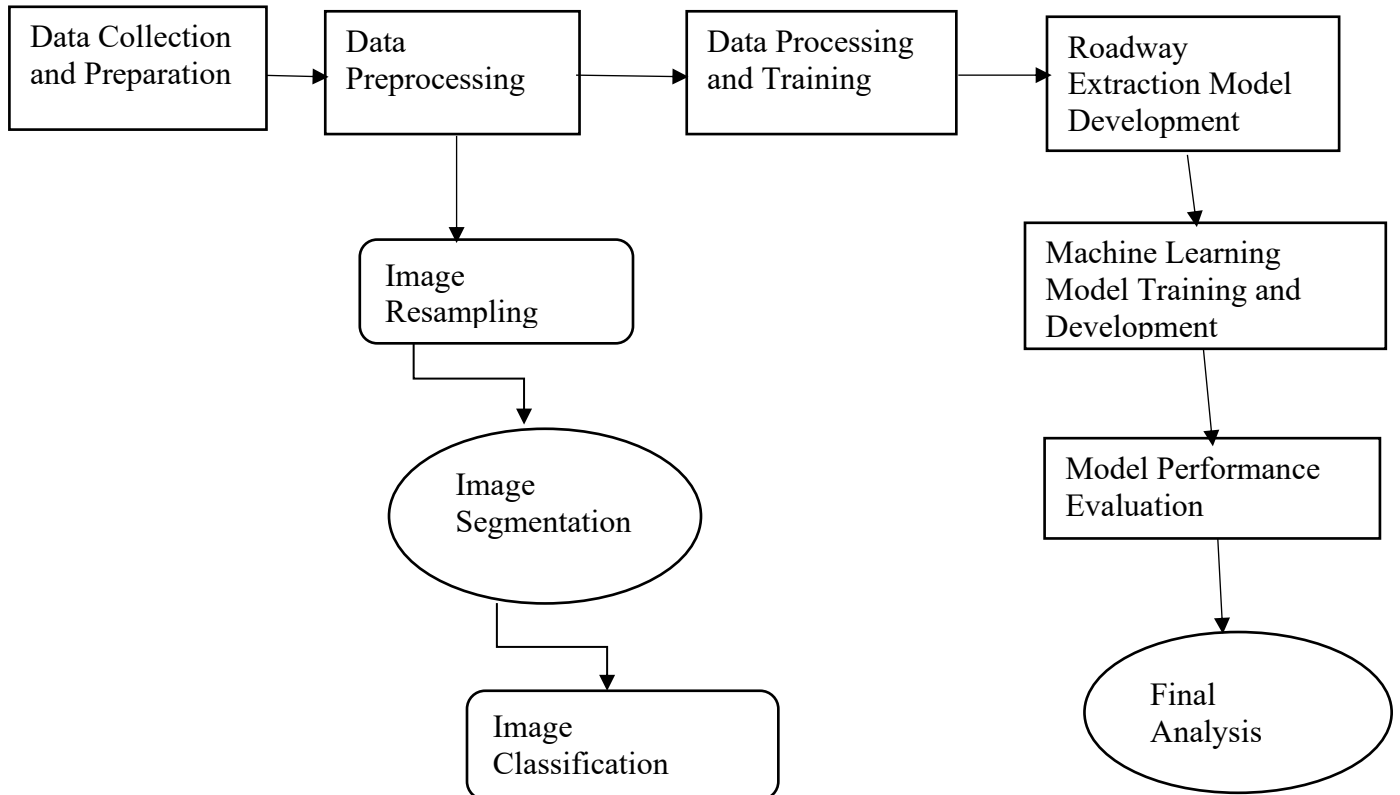 Data Collection
and Preparation
Data
Preprocessing
Data Processing
and Training
Roadway
Extraction Model
Development
Image
Resampling
Machine Learning
Model Training and
Development
Image
Segmentation
Model Performance
Evaluation
Image
Classification
Final
Analysis